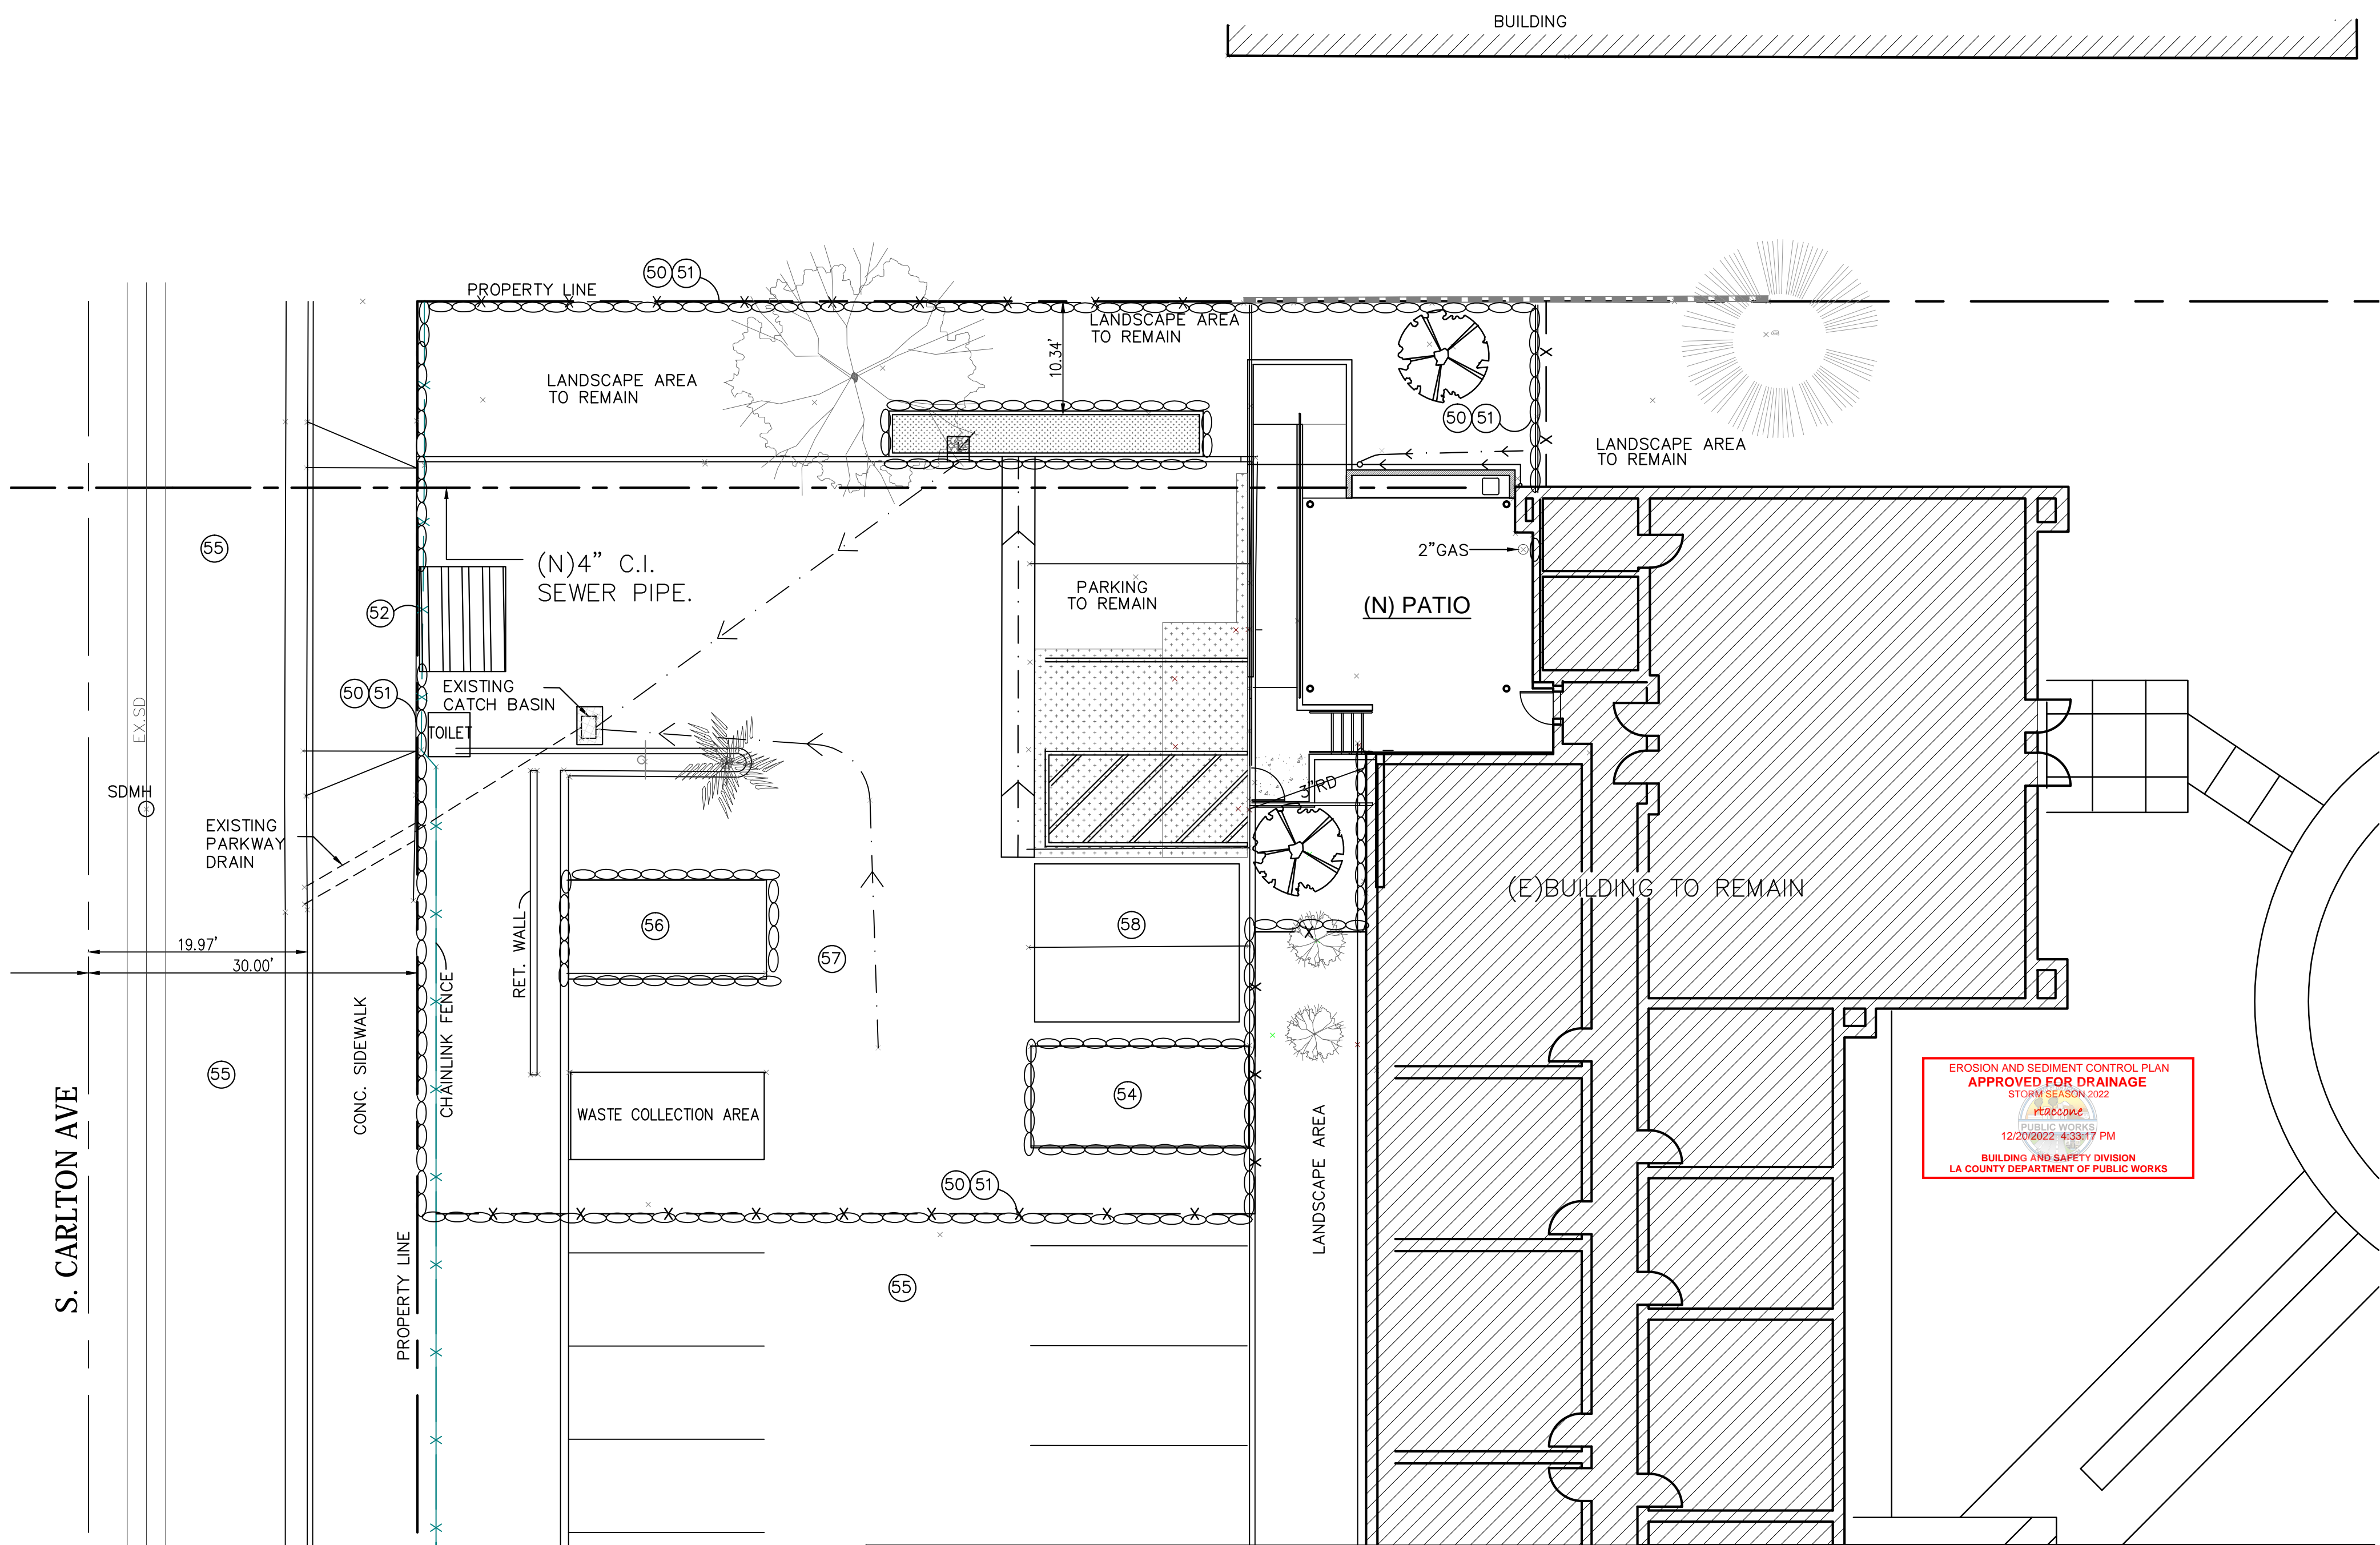 BUILDING
PROPERTY LINE
50 51
LANDSCAPE AREA
TO REMAIN
10.34'
LANDSCAPE AREA
TO REMAIN
50 51
LANDSCAPE AREA
TO REMAIN
55
(N)4" C.I.
SEWER PIPE.
2"GAS
52
PARKING
TO REMAIN
(N) PATIO
50 51
EXISTING
CATCH BASIN
TOILET
EX.SD
SDMH
EXISTING
PARKWAY
DRAIN
3"RD
(E)BUILDING TO REMAIN
56
58
57
RET. WALL
19.97'
30.00'
CONC. SIDEWALK
CHAINLINK FENCE
55
54
WASTE COLLECTION AREA
LANDSCAPE AREA
50 51
S. CARLTON AVE
PROPERTY LINE
55
EROSION AND SEDIMENT CONTROL PLAN
APPROVED FOR DRAINAGE
STORM SEASON 2022
rtaccone
PUBLIC WORKS
12/20/2022 4:33:17 PM
BUILDING AND SAFETY DIVISION
LA COUNTY DEPARTMENT OF PUBLIC WORKS